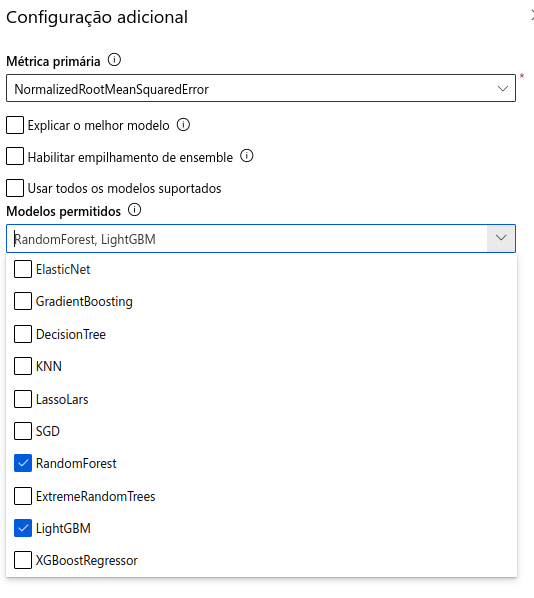 Configuração adicional
Métrica primária
*
NormalizedRootMeanSquaredError
Explicar o melhor modelo
Habilitar empilhamento de ensemble
Usar todos os modelos suportados
Modelos permitidos
RandomForest, LightGBM
ElasticNet
GradientBoosting
DecisionTree
KNN
LassoLars
SGD
RandomForest
ExtremeRandomTrees
LightGBM
XGBoostRegressor